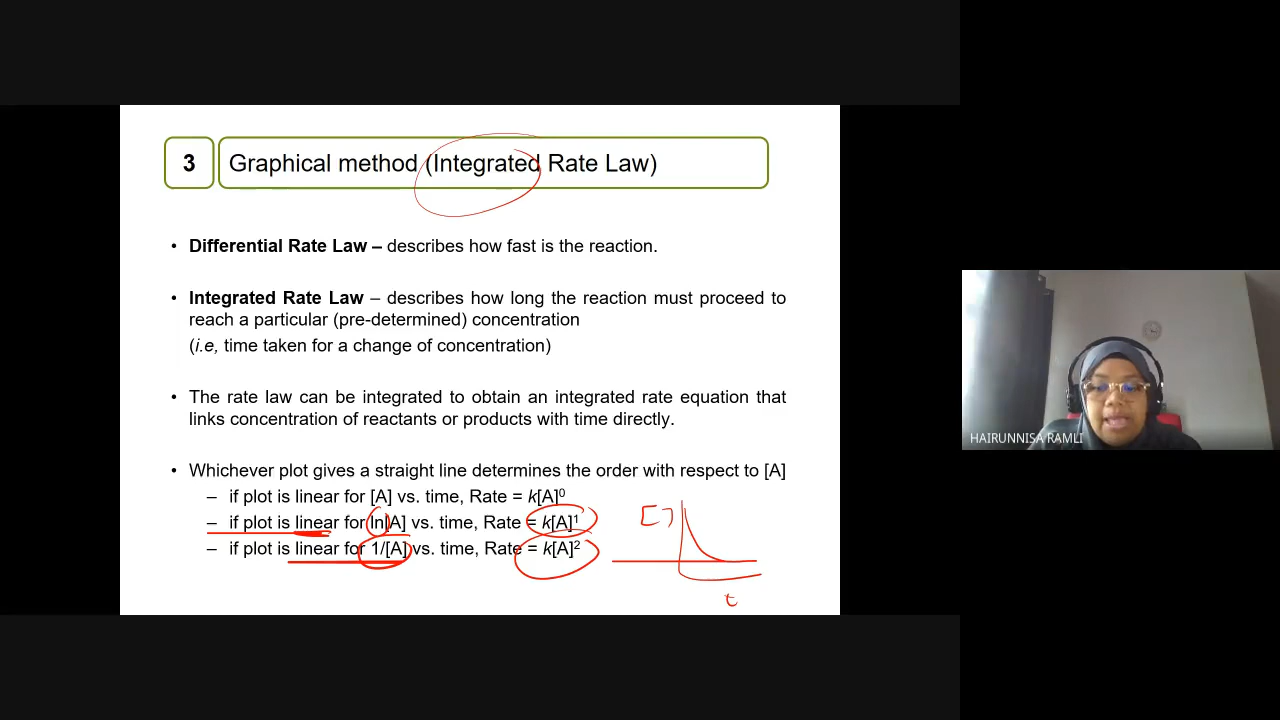 3 Graphical method (Integrated Rate Law)
• Differential Rate Law – describes how fast is the reaction.
• Integrated Rate Law – describes how long the reaction must proceed to
reach a particular (pre-determined) concentration
(i.e, time taken for a change of concentration)
• The rate law can be integrated to obtain an integrated rate equation that
links concentration of reactants or products with time directly.
• Whichever plot gives a straight line determines the order with respect to [A]
– if plot is linear for [A] vs. time, Rate = k[A]⁰
– if plot is linear for ln[A] vs. time, Rate = k[A]¹
– if plot is linear for 1/[A] vs. time, Rate = k[A]²
[ ]
t
HAIRUNNISA RAMLI